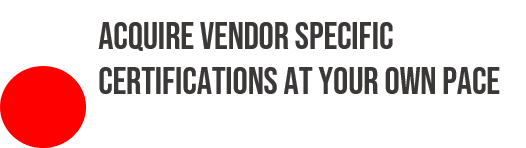 ACQUIRE VENDOR SPECIFIC
CERTIFICATIONS AT YOUR OWN PACE